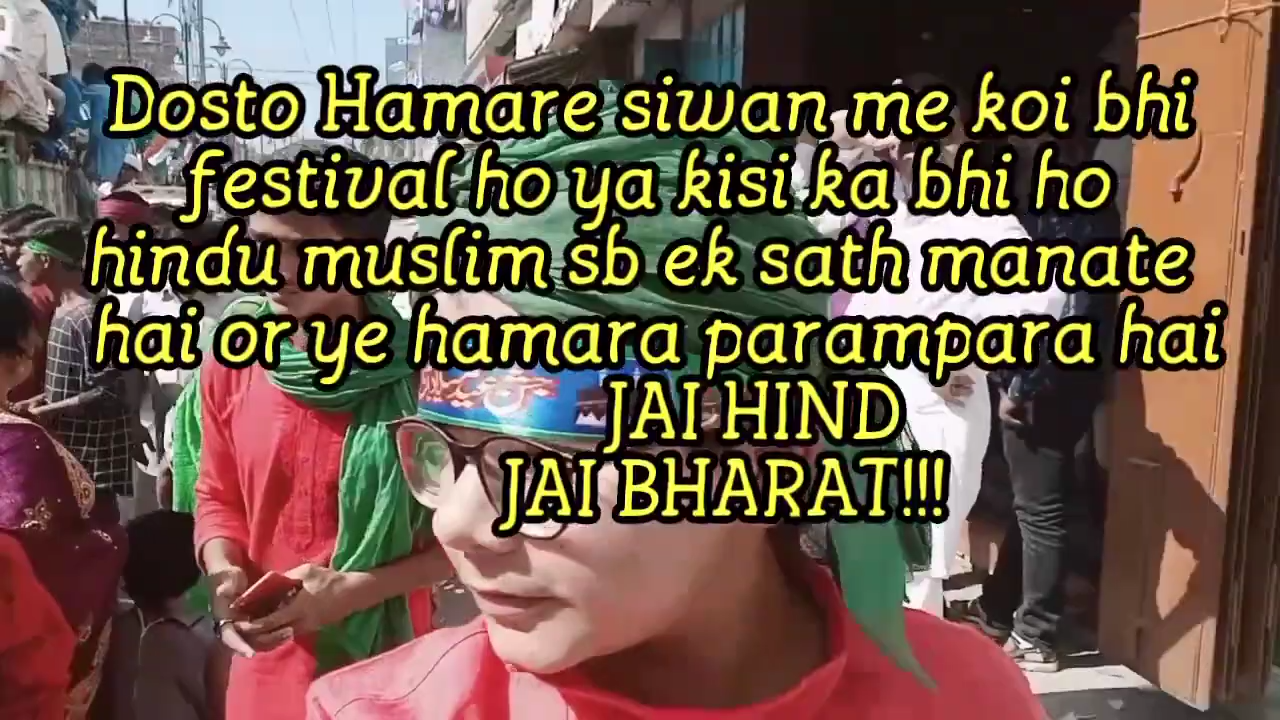 Dosto Hamare siwan me koi bhi
festival ho ya kisi ka bhi ho
hindu muslim sb ek sath manate
hai or ye hamara parampara hai
JAI HIND
JAI BHARAT!!!